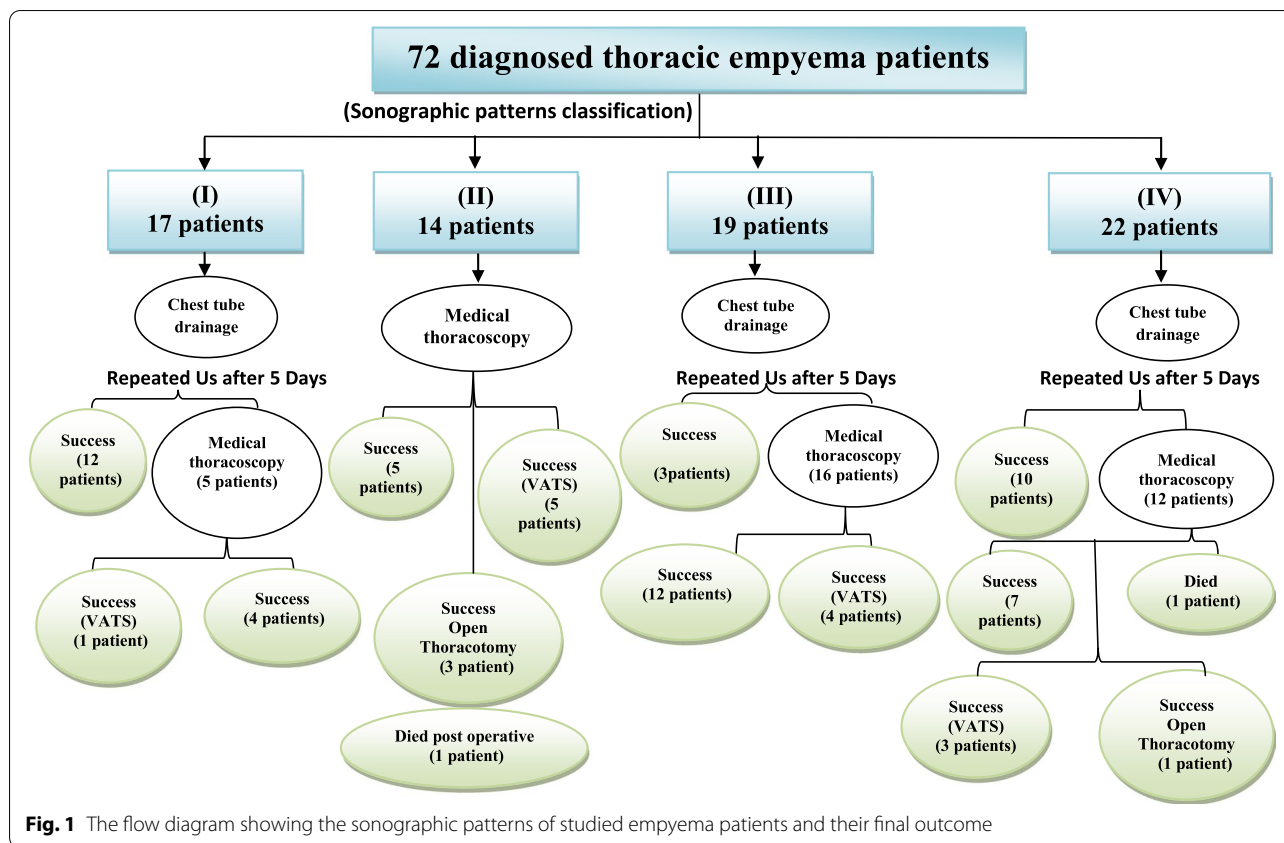 72 diagnosed thoracic empyema patients
(Sonographic patterns classification)
(I)
17 patients
(II)
14 patients
(III)
19 patients
(IV)
22 patients
Chest tube
drainage
Medical
thoracoscopy
Chest tube
drainage
Chest tube
drainage
Repeated Us after 5 Days
Repeated Us after 5 Days
Repeated Us after 5 Days
Success
(12
patients)
Medical
thoracoscopy
(5 patients)
Success
(5
patients)
Success
(VATS)
(5
patients)
Success
(3patients)
Medical
thoracoscopy
(16 patients)
Success
(10
patients)
Medical
thoracoscopy
(12 patients)
Success
(VATS)
(1 patient)
Success
(4 patients)
Success
Open
Thoracotomy
(3 patient)
Died post operative
(1 patient)
Success
(12 patients)
Success
(VATS)
(4 patients)
Success
(7
patients)
Died
(1 patient)
Success
(VATS)
(3 patients)
Success
Open
Thoracotomy
(1 patient)
Fig. 1 The flow diagram showing the sonographic patterns of studied empyema patients and their final outcome